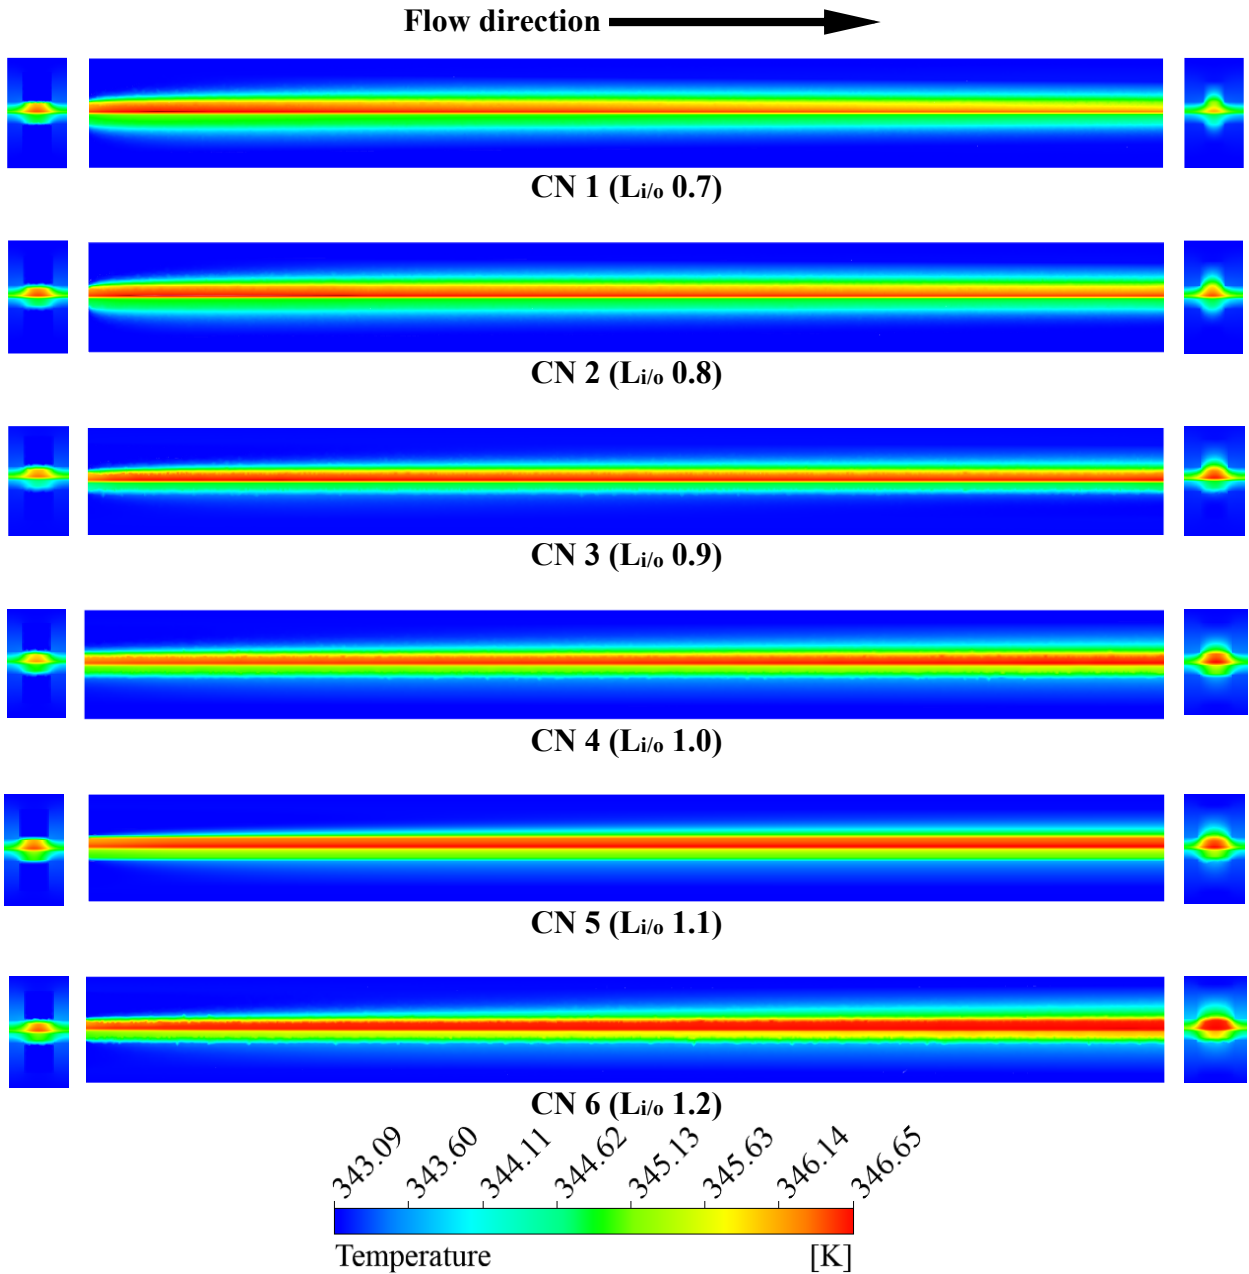 Flow direction
CN 1 (Li/o 0.7)
CN 2 (Li/o 0.8)
CN 3 (Li/o 0.9)
CN 4 (Li/o 1.0)
CN 5 (Li/o 1.1)
CN 6 (Li/o 1.2)
343.09 343.60 344.11 344.62 345.13 345.63 346.14 346.65
Temperature [K]